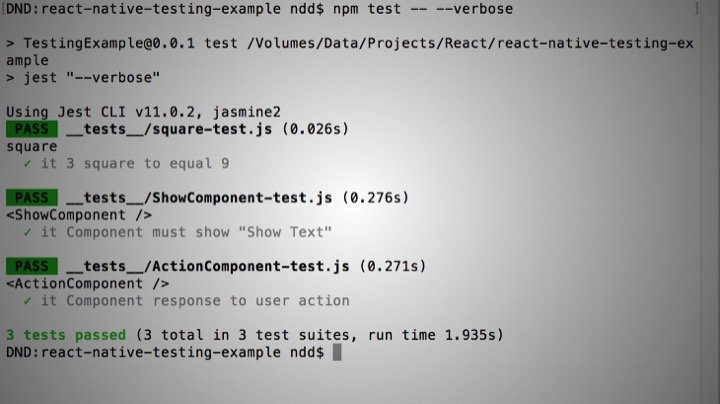 [DND:react-native-testing-example ndd$ npm test -- --verbose ]
> TestingExample@0.0.1 test /Volumes/Data/Projects/React/react-native-testing-ex
ample
> jest "--verbose"
Using Jest CLI v11.0.2, jasmine2
PASS __tests__/square-test.js (0.026s)
square
✓ it 3 square to equal 9
PASS __tests__/ShowComponent-test.js (0.276s)
<ShowComponent />
✓ it Component must show "Show Text"
PASS __tests__/ActionComponent-test.js (0.271s)
<ActionComponent />
✓ it Component response to user action
3 tests passed (3 total in 3 test suites, run time 1.935s)
DND:react-native-testing-example ndd$